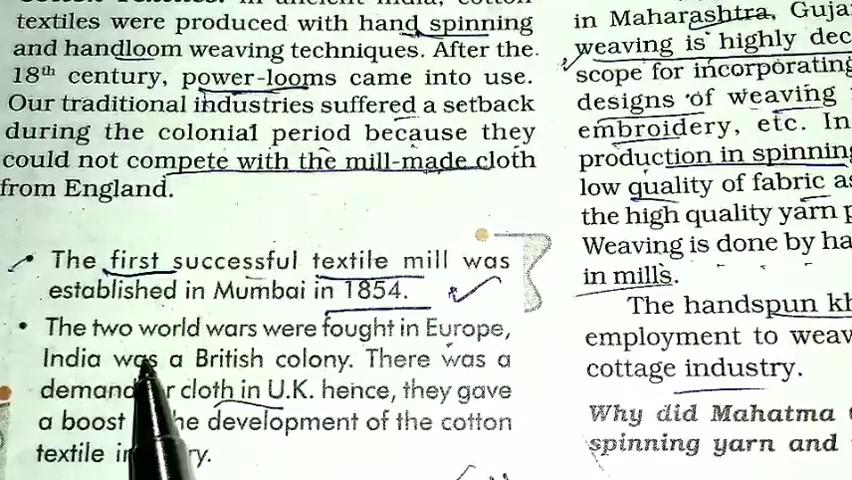 textiles were produced with hand spinning
and handloom weaving techniques. After the
18th century, power-looms came into use.
Our traditional industries suffered a setback
during the colonial period because they
could not compete with the mill-made cloth
from England.
• The first successful textile mill was
established in Mumbai in 1854.
• The two world wars were fought in Europe,
India was a British colony. There was a
demand cloth in U.K. hence, they gave
a boost the development of the cotton
textile
in Maharashtra,
weaving is highly
scope for incorporating
designs of weaving
embroidery, etc. In
production in spinning
low quality of fabric
the high quality yarn
Weaving is done by
in mills.
The handspun
employment to
cottage industry.
Why did Mahatma
spinning yarn and